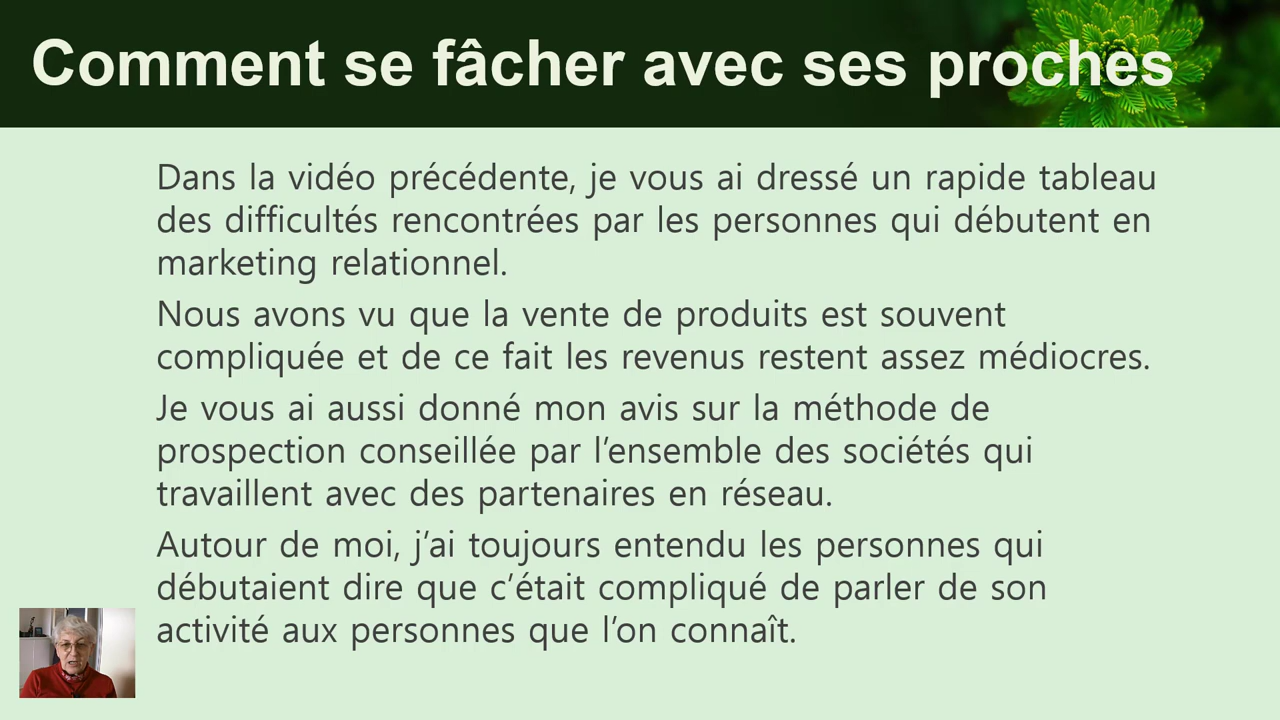 Comment se fâcher avec ses proches
Dans la vidéo précédente, je vous ai dressé un rapide tableau
des difficultés rencontrées par les personnes qui débutent en
marketing relationnel.
Nous avons vu que la vente de produits est souvent
compliquée et de ce fait les revenus restent assez médiocres.
Je vous ai aussi donné mon avis sur la méthode de
prospection conseillée par l’ensemble des sociétés qui
travaillent avec des partenaires en réseau.
Autour de moi, j’ai toujours entendu les personnes qui
débutaient dire que c’était compliqué de parler de son
activité aux personnes que l’on connaît.